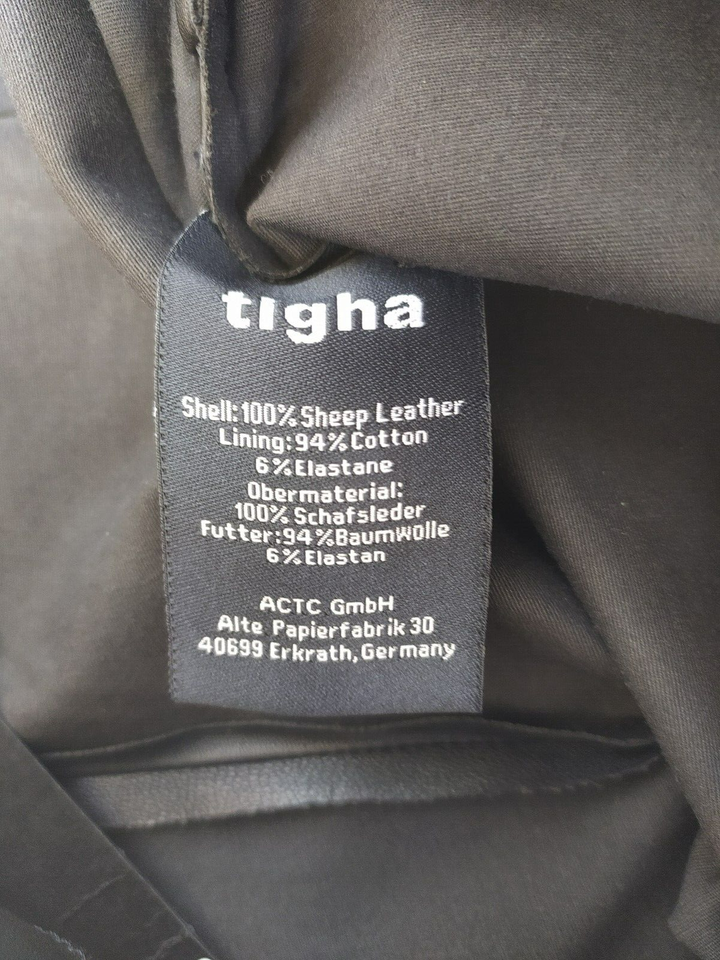 tigha
Shell:100% Sheep Leather
Lining:94% Cotton
6% Elastane
Obermaterial:
100% Schafsleder
Futter:94%Baumwolle
6% Elastan
ACTC GmbH
Alte Papierfabrik 30
40699 Erkrath, Germany